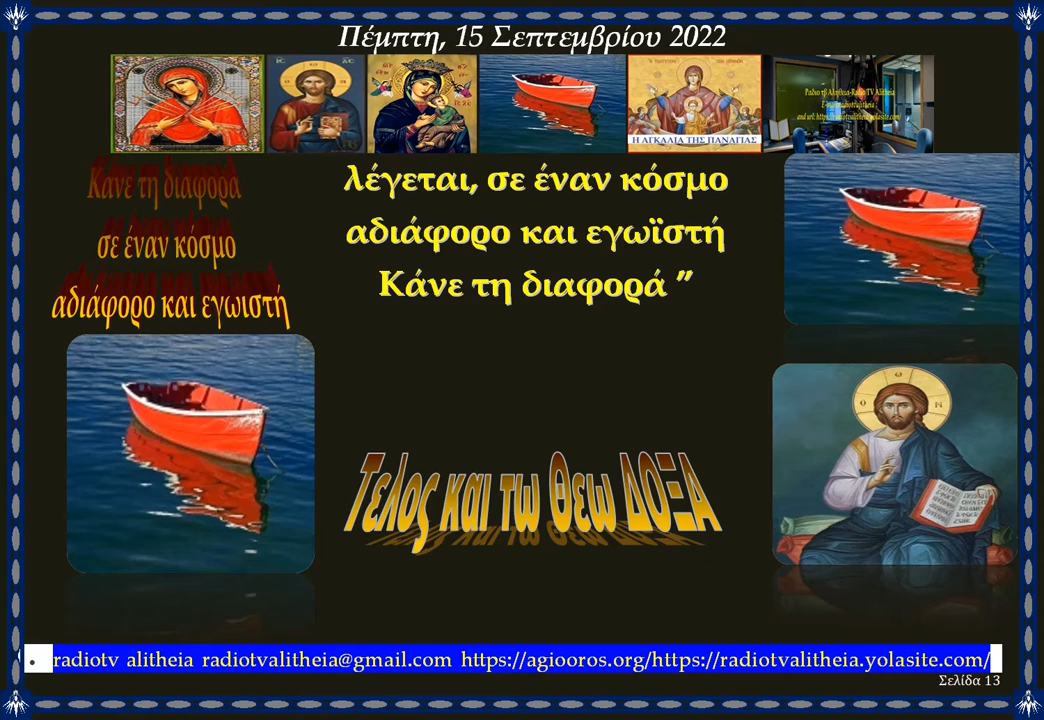 Πέμπτη, 15 Σεπτεμβρίου 2022
Η ΑΓΚΑΛΙΑ ΤΗΣ ΠΑΝΑΓΙΑΣ
Κάνε τη διαφορά
σε έναν κόσμο
αδιάφορο και εγωιστή
λέγεται, σε έναν κόσμο
αδιάφορο και εγωϊστή
Κάνε τη διαφορά ”
Τελος και τω Θεω ΔΟΞΑ
• radiotv alitheia radiotvalitheia@gmail.com https://agiooros.org/https://radiotvalitheia.yolasite.com/
Σελίδα 13